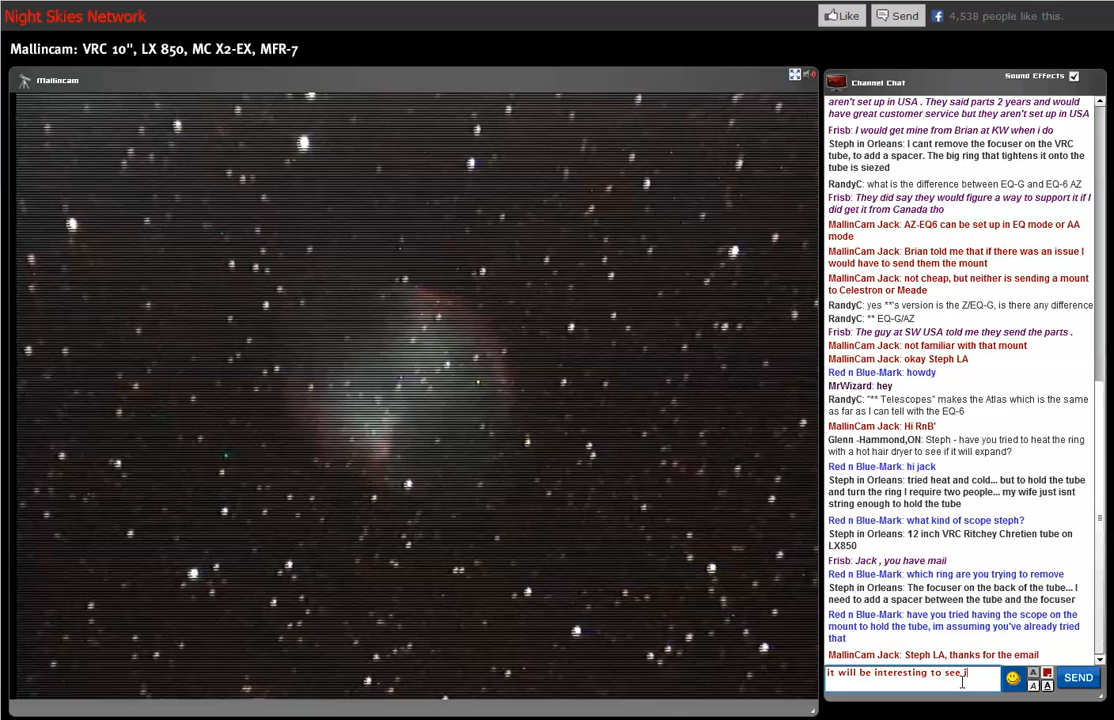 Night Skies Network
Like
Send
4,538 people like this.
Mallincam: VRC 10", LX 850, MC X2-EX, MFR-7
Mallincam
Channel Chat
Sound Effects
aren't set up in USA . They said parts 2 years and would
have great customer service but they aren't set up in USA
Frisb: I would get mine from Brian at KW when i do
Steph in Orleans: I cant remove the focuser on the VRC
tube, to add a spacer. The big ring that tightens it onto the
tube is siezed
RandyC: what is the difference between EQ-G and EQ-6 AZ
Frisb: They did say they would figure a way to support it if I
did get it from Canada tho
MallinCam Jack: AZ-EQ6 can be set up in EQ mode or AA
mode
MallinCam Jack: Brian told me that if there was an issue I
would have to send them the mount
MallinCam Jack: not cheap, but neither is sending a mount
to Celestron or Meade
RandyC: yes **'s version is the Z/EQ-G, is there any difference
RandyC: ** EQ-G/AZ
Frisb: The guy at SW USA told me they send the parts .
MallinCam Jack: not familiar with that mount
MallinCam Jack: okay Steph LA
Red n Blue-Mark: howdy
MrWizard: hey
RandyC: "** Telescopes" makes the Atlas which is the same
as far as I can tell with the EQ-6
MallinCam Jack: Hi RnB'
Glenn -Hammond,ON: Steph - have you tried to heat the ring
with a hot hair dryer to see if it will expand?
Red n Blue-Mark: hi jack
Steph in Orleans: tried heat and cold... but to hold the tube
and turn the ring I require two people... my wife just isnt
string enough to hold the tube
Red n Blue-Mark: what kind of scope steph?
Steph in Orleans: 12 inch VRC Ritchey Chretien tube on
LX850
Frisb: Jack , you have maii
Red n Blue-Mark: which ring are you trying to remove
Steph in Orleans: The focuser on the back of the tube... I
need to add a spacer between the tube and the focuser
Red n Blue-Mark: have you tried having the scope on the
mount to hold the tube, im assuming you've already tried
that
MallinCam Jack: Steph LA, thanks for the email
it will be interesting to see j
A
A
A
SEND